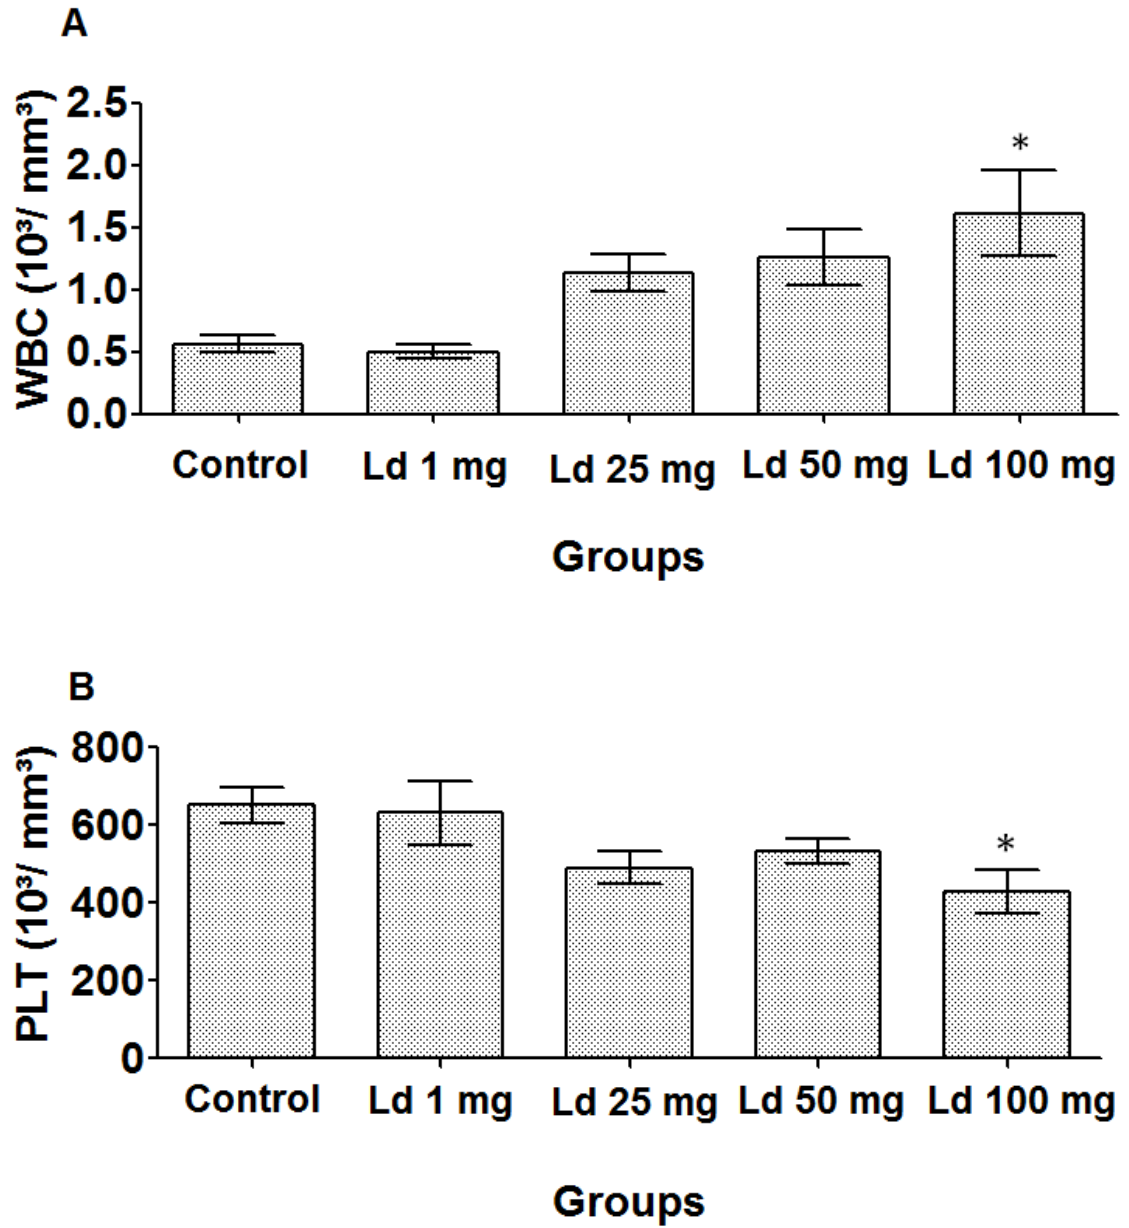 A
WBC (10³/ mm³)
2.5
2.0
1.5
1.0
0.5
0.0
*
Control Ld 1 mg Ld 25 mg Ld 50 mg Ld 100 mg
Groups
B
PLT (10³/ mm³)
800
600
400
200
0
*
Control Ld 1 mg Ld 25 mg Ld 50 mg Ld 100 mg
Groups